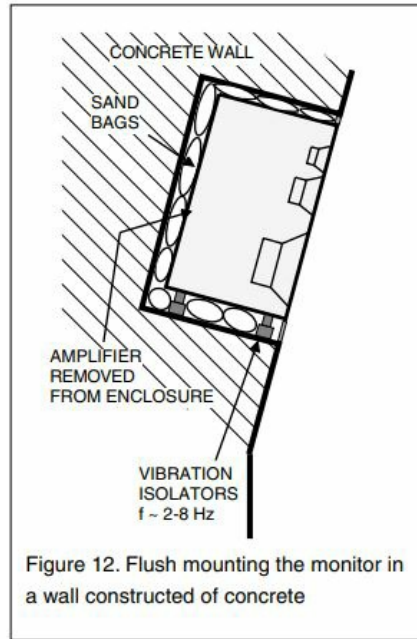 CONCRETE WALL
SAND
BAGS
AMPLIFIER
REMOVED
FROM ENCLOSURE
VIBRATION
ISOLATORS
f ~ 2-8 Hz
Figure 12. Flush mounting the monitor in
a wall constructed of concrete